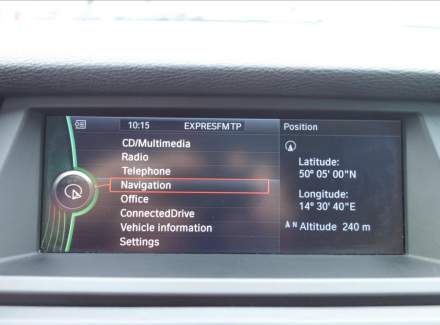 10:15 EXPRESFMTP
CD/Multimedia
Radio
Telephone
Navigation
Office
ConnectedDrive
Vehicle information
Settings
Position
Latitude:
50° 05' 00"N
Longitude:
14° 30' 40"E
N Altitude 240 m